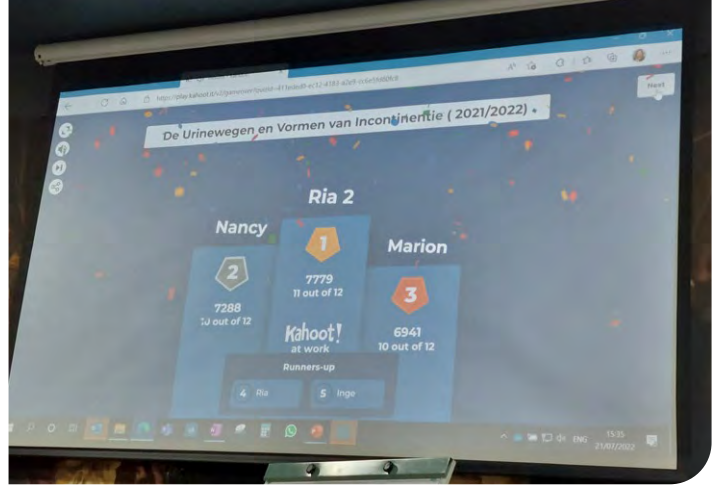 De Urinewegen en Vormen van Incontinentie ( 2021/2022)
Next
Ria 2
Nancy
Marion
1
2
3
7779
11 out of 12
7288
10 out of 12
6941
10 out of 12
Kahoot!
at work
Runners-up
4 Ria
5 Inge
ENG
15:35
21/07/2022